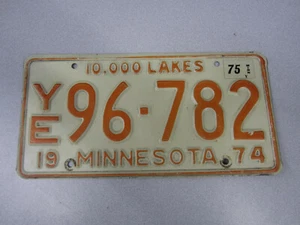 10.000 LAKES
75
YE 96-782
19 MINNESOTA 74